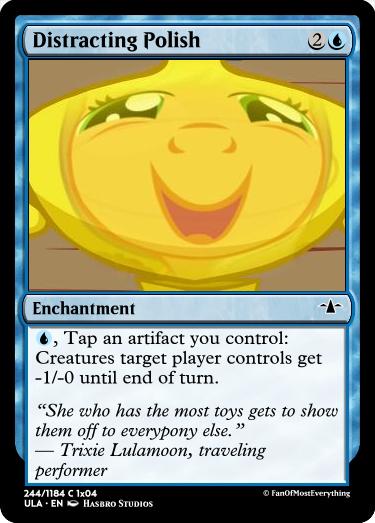 Distracting Polish 2
Enchantment
, Tap an artifact you control:
Creatures target player controls get
-1/-0 until end of turn.
“She who has the most toys gets to show
them off to everypony else.”
— Trixie Lulamoon, traveling
performer
244/1184 C 1x04
ULA • EN Hasbro Studios
© FanOfMostEverything